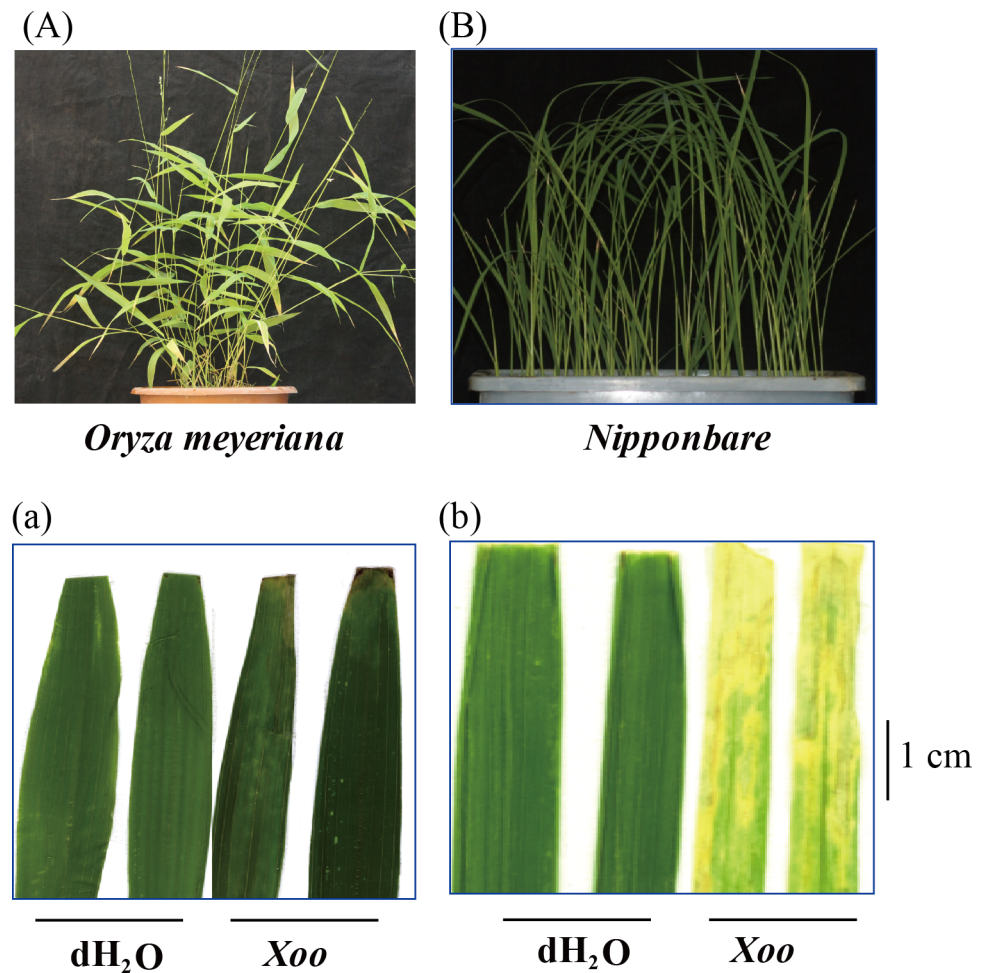 (A)
(B)
Oryza meyeriana
Nipponbare
(a)
(b)
1 cm
dH₂O
Xoo
dH₂O
Xoo